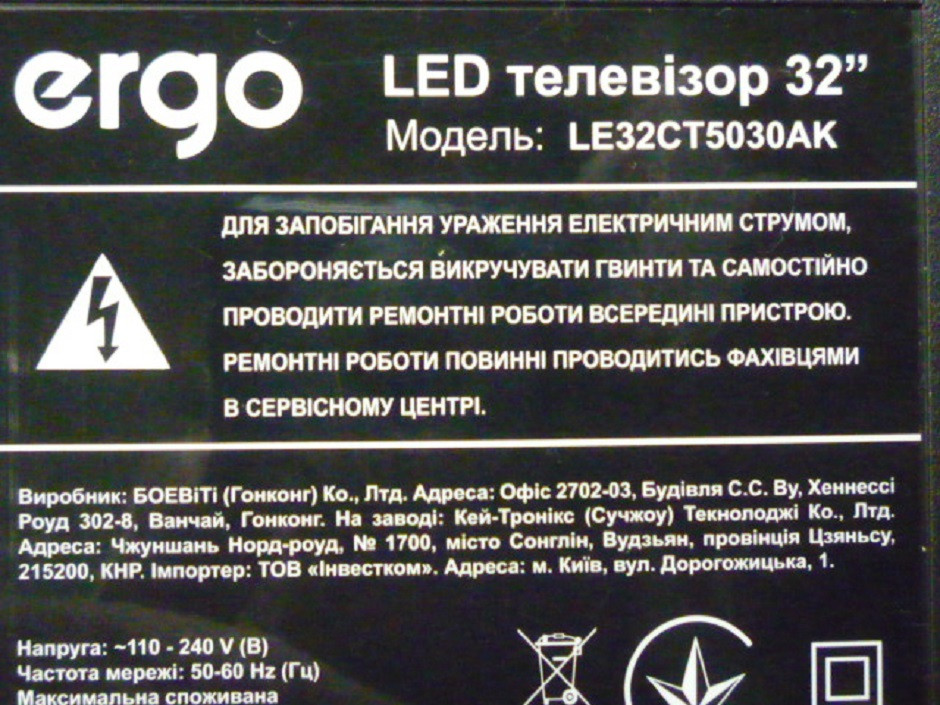 ergo
LED телевізор 32”
Модель: LE32CT5030AK
ДЛЯ ЗАПОБІГАННЯ УРАЖЕННЯ ЕЛЕКТРИЧНИМ СТРУМОМ,
ЗАБОРОНЯЄТЬСЯ ВИКРУЧУВАТИ ГВИНТИ ТА САМОСТІЙНО
ПРОВОДИТИ РЕМОНТНІ РОБОТИ ВСЕРЕДИНІ ПРИСТРОЮ.
РЕМОНТНІ РОБОТИ ПОВИННІ ПРОВОДИТИСЬ ФАХІВЦЯМИ
В СЕРВІСНОМУ ЦЕНТРІ.
Виробник: БОЕВІТІ (Гонконг) Ко., Лтд. Адреса: Офіс 2702-03, Будівля С.С. Ву, Хеннессі
Роуд 302-8, Ванчай, Гонконг. На заводі: Кей-Тронікс (Сучжоу) Текнолоджі Ко., Лтд.
Адреса: Чжуншань Норд-роуд, № 1700, місто Сонглін, Вудзьян, провінція Цзяньсу,
215200, КНР. Імпортер: ТОВ «Інвестком». Адреса: м. Київ, вул. Дорогожицька, 1.
Напруга: ~110 - 240 V (В)
Частота мережі: 50-60 Hz (Гц)
Максимальна споживана